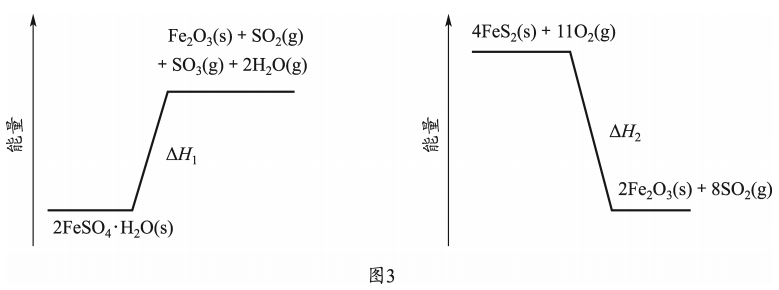 能量
Fe₂O₃(s) + SO₂(g)
+ SO₃(g) + 2H₂O(g)
ΔH₁
2FeSO₄·H₂O(s)
能量
4FeS₂(s) + 11O₂(g)
ΔH₂
2Fe₂O₃(s) + 8SO₂(g)
图3